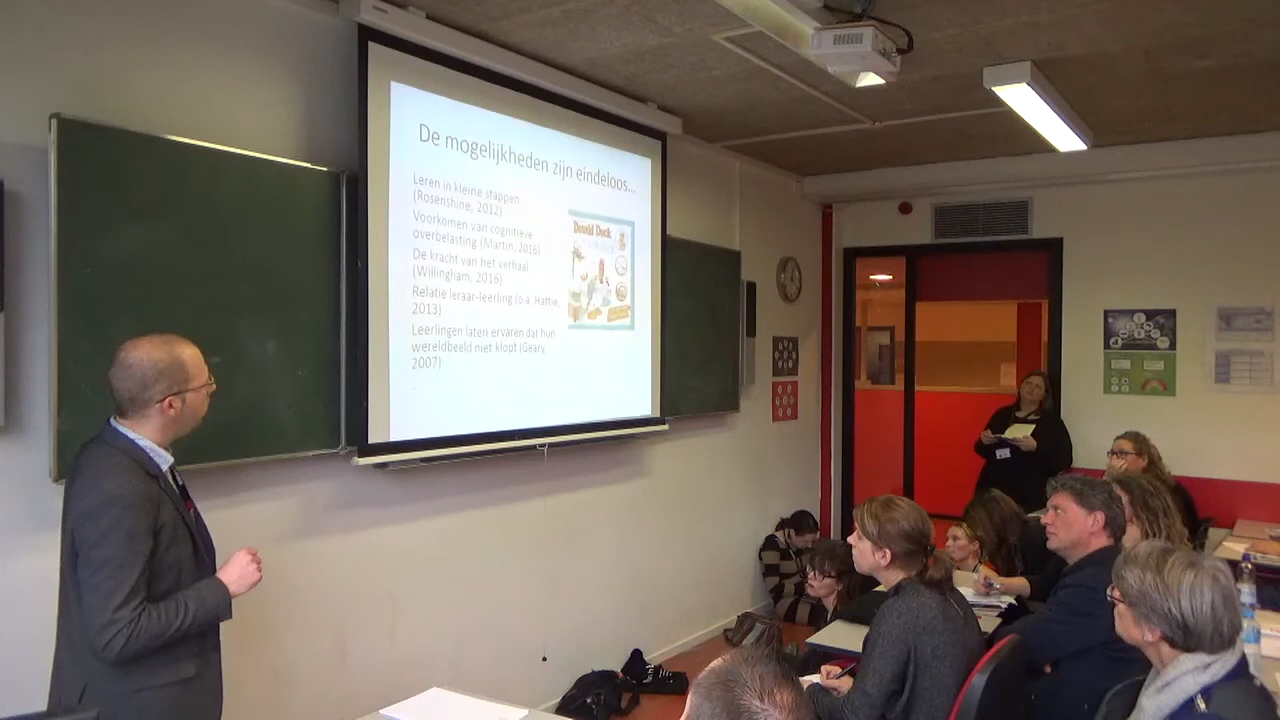 De mogelijkheden zijn eindeloos...
Leren in kleine stappen
(Rosenshine, 2012)
Voorkomen van cognitieve
overbelasting (Martin, 2016)
De kracht van het verhaal
(Willingham, 2016)
Relatie leraar-leerling (o.a. Hattie,
2013)
Leerlingen laten ervaren dat hun
wereldbeeld niet klopt (Geary,
2007)
Donald Duck